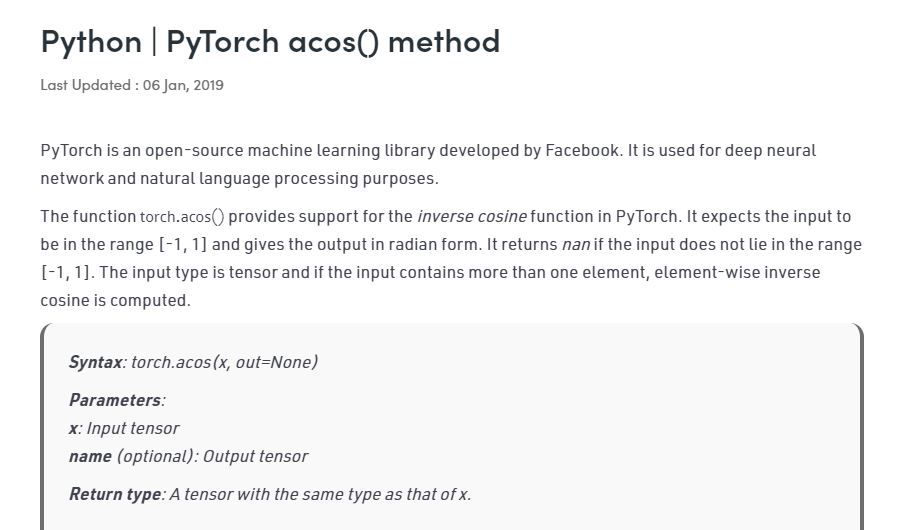 Python | PyTorch acos() method
Last Updated : 06 Jan, 2019
PyTorch is an open-source machine learning library developed by Facebook. It is used for deep neural
network and natural language processing purposes.
The function torch.acos() provides support for the inverse cosine function in PyTorch. It expects the input to
be in the range [-1, 1] and gives the output in radian form. It returns nan if the input does not lie in the range
[-1, 1]. The input type is tensor and if the input contains more than one element, element-wise inverse
cosine is computed.
Syntax: torch.acos(x, out=None)
Parameters:
x: Input tensor
name (optional): Output tensor
Return type: A tensor with the same type as that of x.